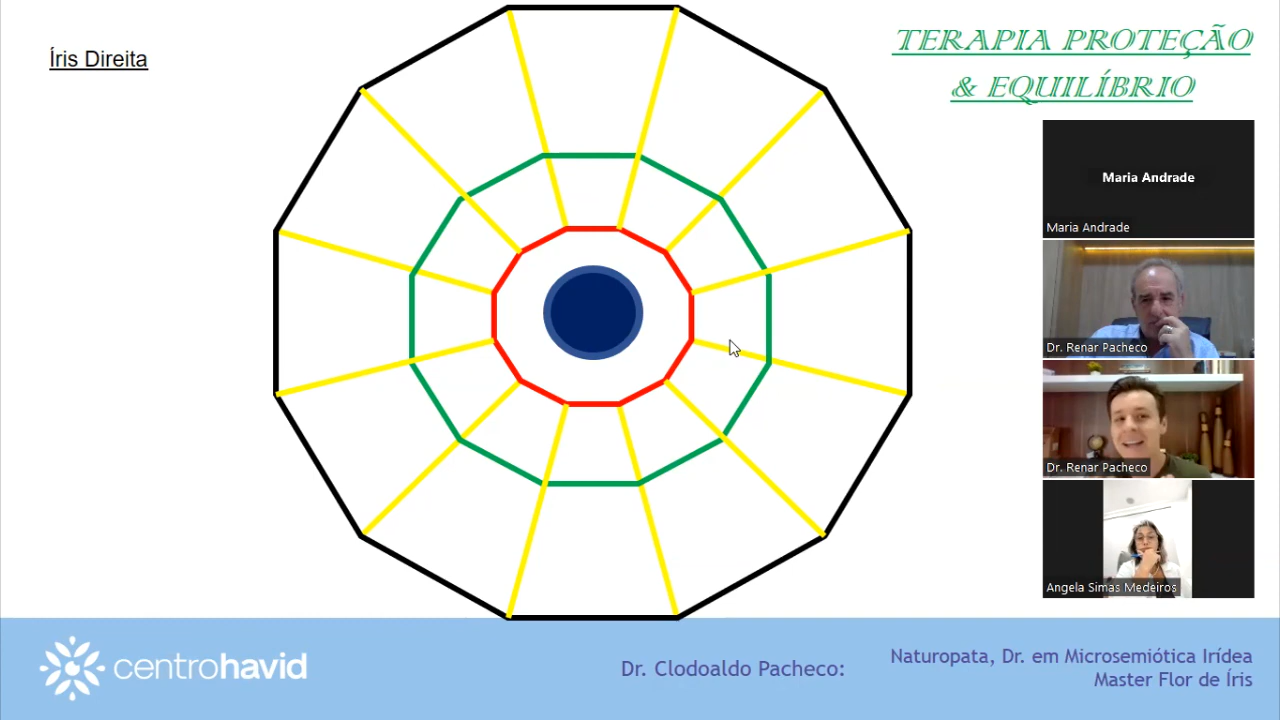 Íris Direita
TERAPIA PROTEÇÃO
& EQUILÍBRIO
Maria Andrade
Maria Andrade
Dr. Renar Pacheco
Dr. Renar Pacheco
Angela Simas Medeiros
centrohavid
Dr. Clodoaldo Pacheco:
Naturopata, Dr. em Microsemiótica Irídea
Master Flor de Íris